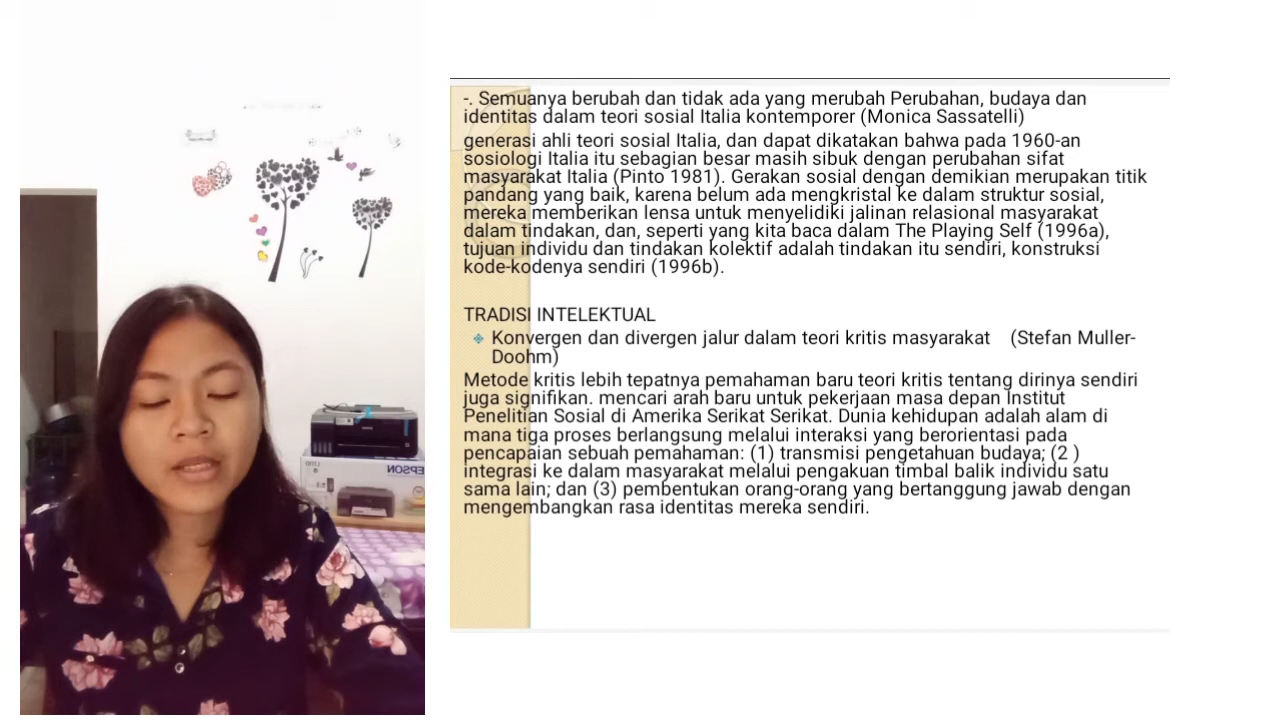 -. Semuanya berubah dan tidak ada yang merubah Perubahan, budaya dan
identitas dalam teori sosial Italia kontemporer (Monica Sassatelli)
generasi ahli teori sosial Italia, dan dapat dikatakan bahwa pada 1960-an
sosiologi Italia itu sebagian besar masih sibuk dengan perubahan sifat
masyarakat Italia (Pinto 1981). Gerakan sosial dengan demikian merupakan titik
pandang yang baik, karena belum ada mengkristal ke dalam struktur sosial,
mereka memberikan lensa untuk menyelidiki jalinan relasional masyarakat
dalam tindakan, dan, seperti yang kita baca dalam The Playing Self (1996a),
tujuan individu dan tindakan kolektif adalah tindakan itu sendiri, konstruksi
kode-kodenya sendiri (1996b).
TRADISI INTELEKTUAL
Konvergen dan divergen jalur dalam teori kritis masyarakat (Stefan Muller-
Doohm)
Metode kritis lebih tepatnya pemahaman baru teori kritis tentang dirinya sendiri
juga signifikan. mencari arah baru untuk pekerjaan masa depan Institut
Penelitian Sosial di Amerika Serikat Serikat. Dunia kehidupan adalah alam di
mana tiga proses berlangsung melalui interaksi yang berorientasi pada
pencapaian sebuah pemahaman: (1) transmisi pengetahuan budaya; (2 )
integrasi ke dalam masyarakat melalui pengakuan timbal balik individu satu
sama lain; dan (3) pembentukan orang-orang yang bertanggung jawab dengan
mengembangkan rasa identitas mereka sendiri.
EPSON